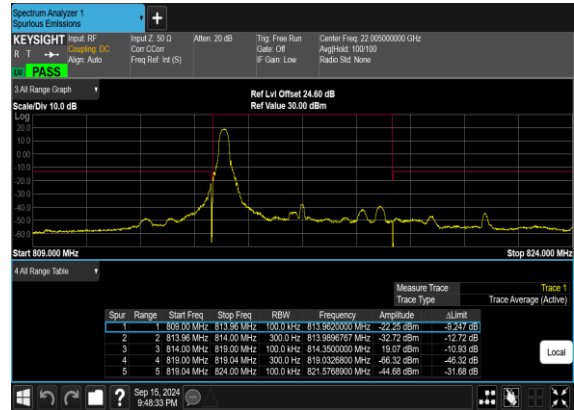 Spectrum Analyzer 1
Spurious Emissions
+
KEYSIGHT Input: RF Input Z: 50 Ω Atten: 20 dB Trig: Free Run Center Freq: 22.005000000 GHz
R T Coupling: DC Corr CCorr Gate: Off Avg|Hold: 100/100
Align: Auto Freq Ref: Int (S) IF Gain: Low Radio Std: None
LW PASS
3 All Range Graph
Ref Lvl Offset 24.60 dB
Scale/Div 10.0 dB Ref Value 30.00 dBm
Log
20.0
10.0
0.00
-10.0
-20.0
-30.0
-40.0
-50.0
-60.0
Start 809.000 MHz Stop 824.000 MHz
4 All Range Table
Measure Trace Trace 1
Trace Type Trace Average (Active)
Spur Range Start Freq Stop Freq RBW Frequency Amplitude ΔLimit
1 1 809.00 MHz 813.96 MHz 100.0 kHz 813.9620000 MHz -22.25 dBm -9.247 dB
2 2 813.96 MHz 814.00 MHz 300.0 Hz 813.9896767 MHz -32.72 dBm -12.72 dB
3 3 814.00 MHz 819.00 MHz 100.0 kHz 814.3500000 MHz 19.07 dBm -10.93 dB
4 4 819.00 MHz 819.04 MHz 300.0 Hz 819.0326800 MHz -66.32 dBm -46.32 dB
5 5 819.04 MHz 824.00 MHz 100.0 kHz 821.5768900 MHz -44.68 dBm -31.68 dB
Local
?
Sep 15, 2024
9:48:33 PM